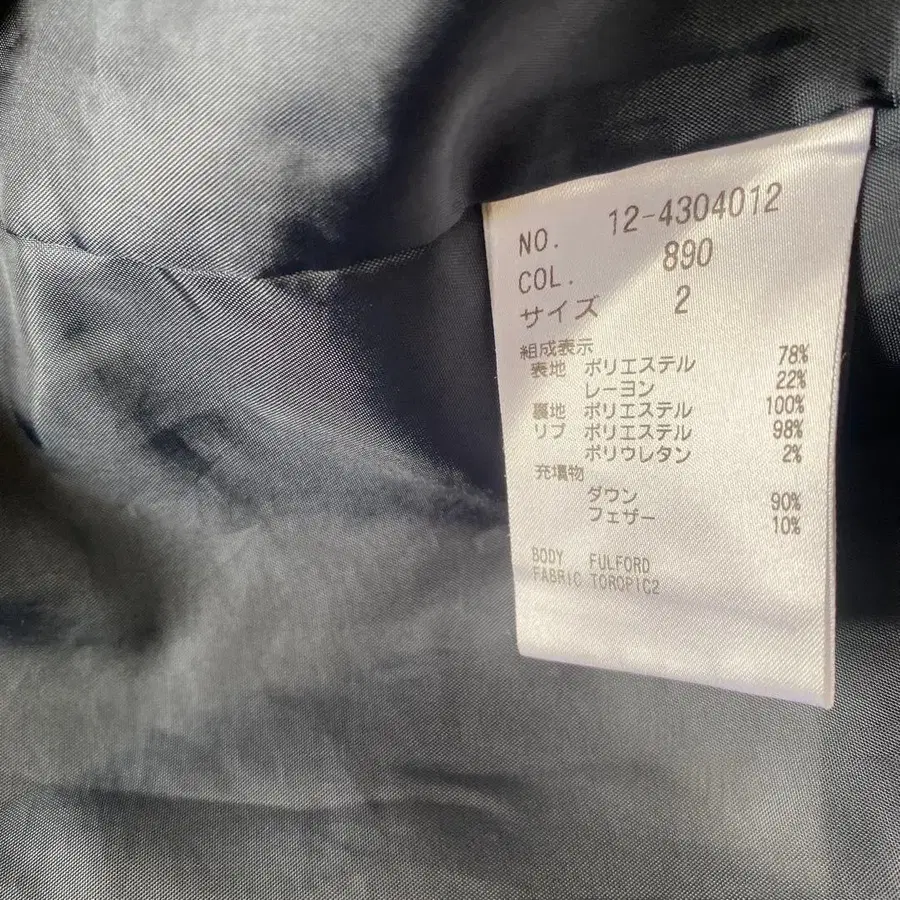 NO. 12-4304012
COL. 890
サイズ 2
組成表示
表地 ポリエステル 78%
レーヨン 22%
裏地 ポリエステル 100%
リブ ポリエステル 98%
ポリウレタン 2%
充填物
ダウン 90%
フェザー 10%
BODY FULFORD
FABRIC TOROPIC2